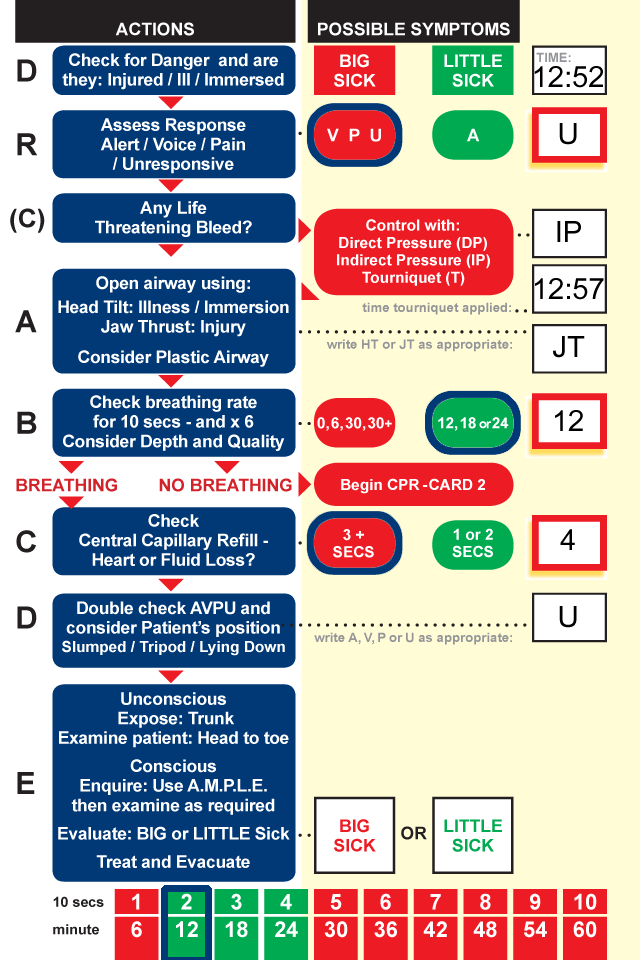 ACTIONS
POSSIBLE SYMPTOMS
D
Check for Danger and are
they: Injured / Ill / Immersed
BIG
SICK
LITTLE
SICK
TIME:
12:52
R
Assess Response
Alert / Voice / Pain
/ Unresponsive
V P U
A
U
(C)
Any Life
Threatening Bleed?
Control with:
Direct Pressure (DP)
Indirect Pressure (IP)
Tourniquet (T)
IP
time tourniquet applied:
12:57
A
Open airway using:
Head Tilt: Illness / Immersion
Jaw Thrust: Injury
Consider Plastic Airway
write HT or JT as appropriate:
JT
B
Check breathing rate
for 10 secs - and x 6
Consider Depth and Quality
0,6,30,30+
12,18 or 24
12
BREATHING
NO BREATHING
Begin CPR -CARD 2
C
Check
Central Capillary Refill -
Heart or Fluid Loss?
3 +
SECS
1 or 2
SECS
4
D
Double check AVPU and
consider Patient's position
Slumped / Tripod / Lying Down
write A, V, P or U as appropriate:
U
E
Unconscious
Expose: Trunk
Examine patient: Head to toe
Conscious
Enquire: Use A.M.P.L.E.
then examine as required
Evaluate: BIG or LITTLE Sick
Treat and Evacuate
BIG
SICK
OR
LITTLE
SICK
10 secs 1 2 3 4 5 6 7 8 9 10
minute 6 12 18 24 30 36 42 48 54 60